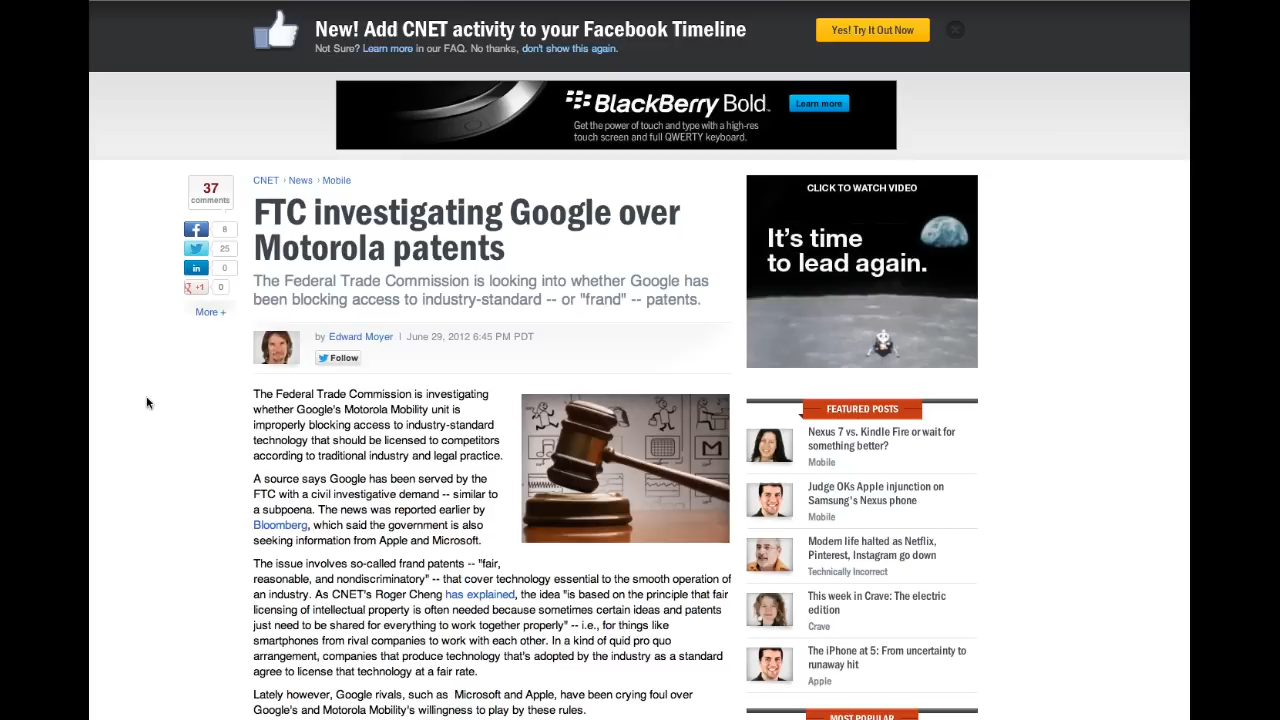 New! Add CNET activity to your Facebook Timeline
Not Sure? Learn more in our FAQ. No thanks, don't show this again.
Yes! Try It Out Now
BlackBerry Bold™
Get the power of touch and type with a high-res
touch screen and full QWERTY keyboard.
Learn more
37
comments
8
25
in 0
g +1 0
More +
CNET › News › Mobile
FTC investigating Google over
Motorola patents
The Federal Trade Commission is looking into whether Google has
been blocking access to industry-standard -- or "frand" -- patents.
by Edward Moyer | June 29, 2012 6:45 PM PDT
Follow
The Federal Trade Commission is investigating
whether Google's Motorola Mobility unit is
improperly blocking access to industry-standard
technology that should be licensed to competitors
according to traditional industry and legal practice.
A source says Google has been served by the
FTC with a civil investigative demand -- similar to
a subpoena. The news was reported earlier by
Bloomberg, which said the government is also
seeking information from Apple and Microsoft.
The issue involves so-called frand patents -- "fair,
reasonable, and nondiscriminatory" -- that cover technology essential to the smooth operation of
an industry. As CNET's Roger Cheng has explained, the idea "is based on the principle that fair
licensing of intellectual property is often needed because sometimes certain ideas and patents
just need to be shared for everything to work together properly" -- i.e., for things like
smartphones from rival companies to work with each other. In a kind of quid pro quo
arrangement, companies that produce technology that's adopted by the industry as a standard
agree to license that technology at a fair rate.
Lately however, Google rivals, such as Microsoft and Apple, have been crying foul over
Google's and Motorola Mobility's willingness to play by these rules.
CLICK TO WATCH VIDEO
It's time
to lead again.
FEATURED POSTS
Nexus 7 vs. Kindle Fire or wait for
something better?
Mobile
Judge OKs Apple injunction on
Samsung's Nexus phone
Mobile
Modern life halted as Netflix,
Pinterest, Instagram go down
Technically Incorrect
This week in Crave: The electric
edition
Crave
The iPhone at 5: From uncertainty to
runaway hit
Apple
MOST POPULAR